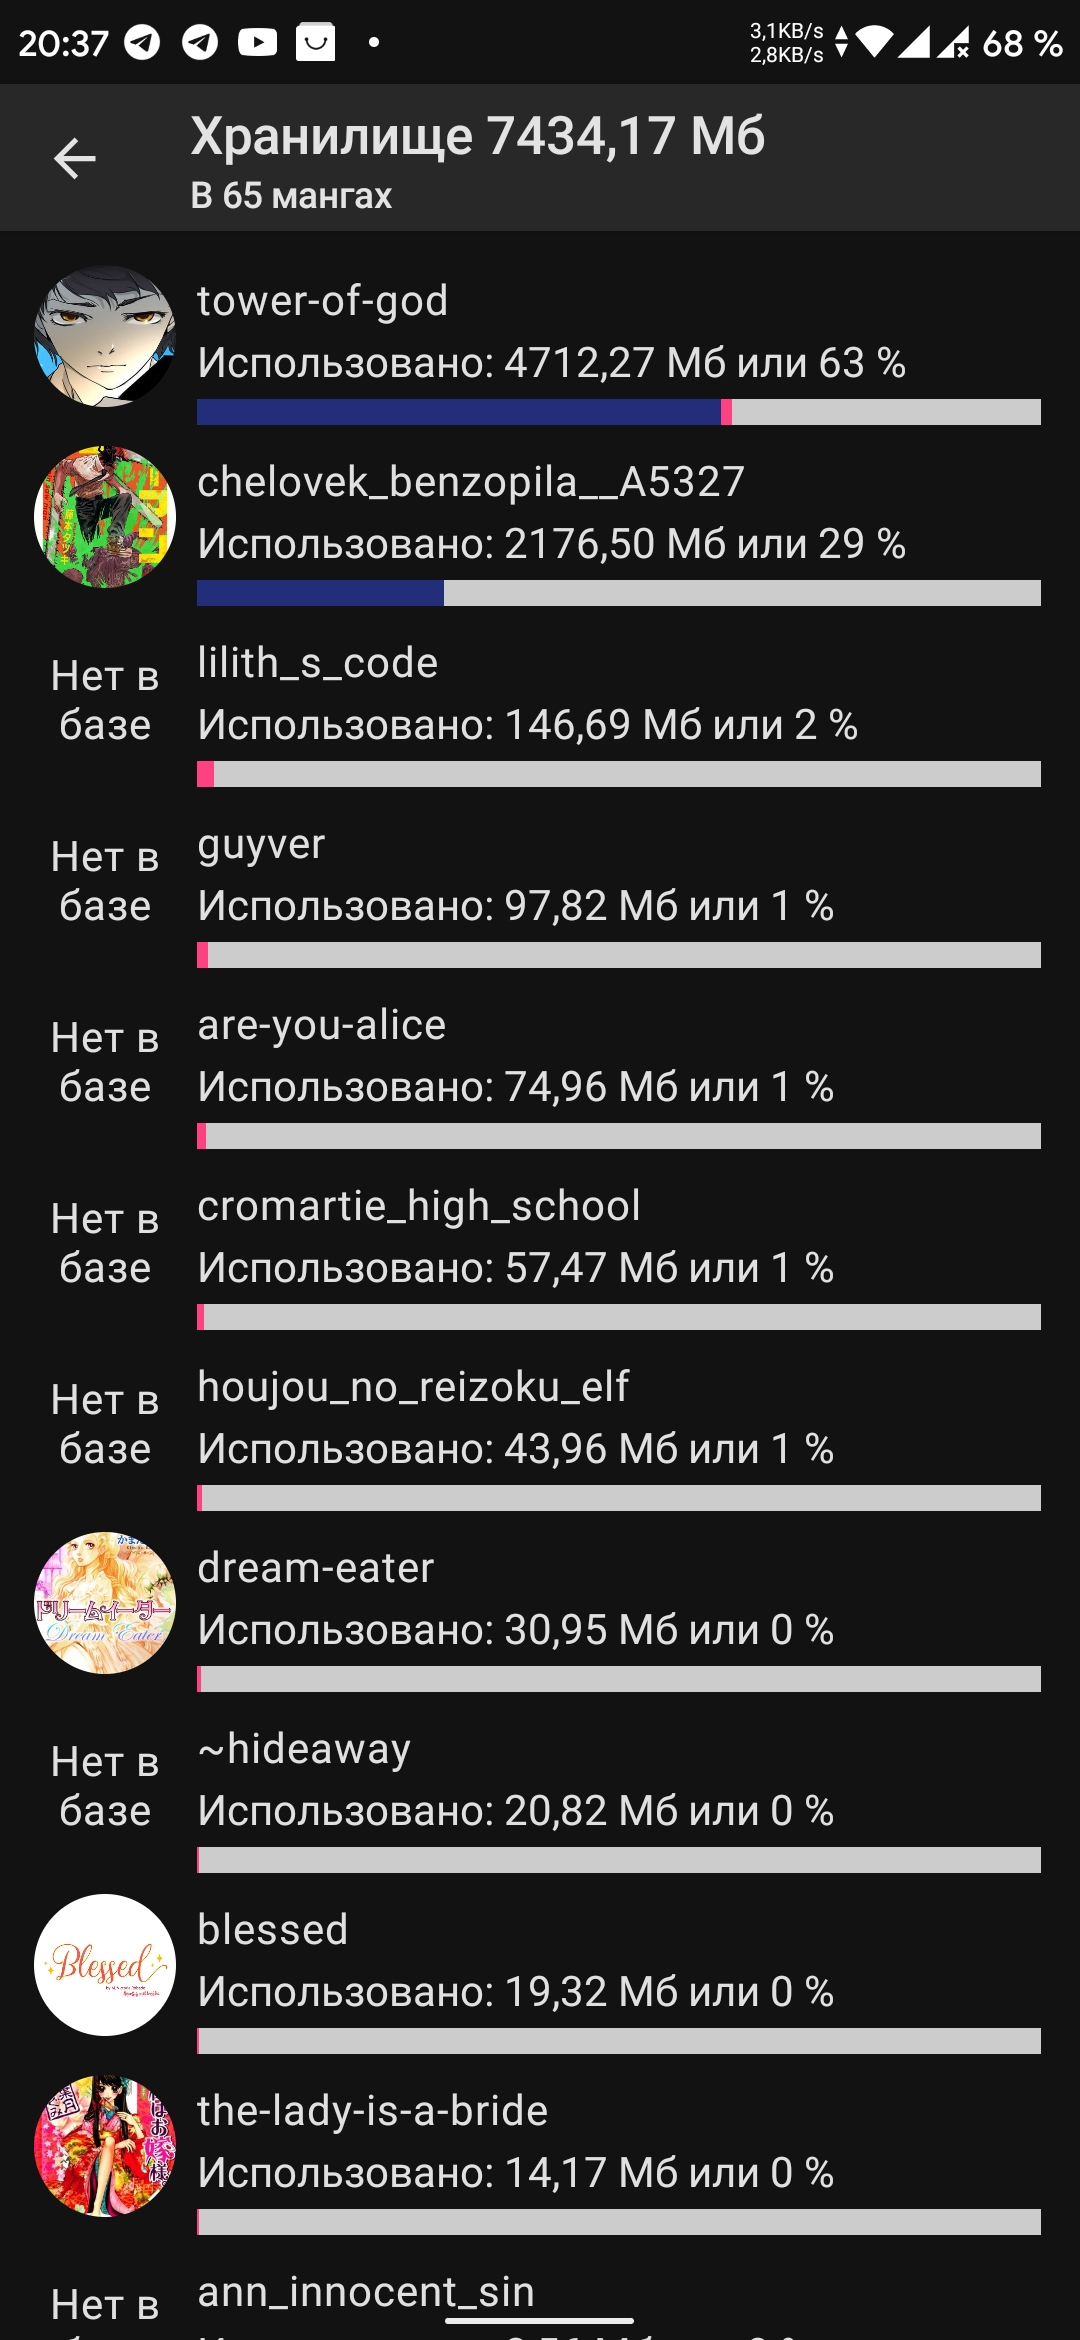 20:37
3,1KB/s
2,8KB/s
68 %
Хранилище 7434,17 Мб
В 65 мангах
tower-of-god
Использовано: 4712,27 Мб или 63 %
chelovek_benzopila__A5327
Использовано: 2176,50 Мб или 29 %
Нет в
базе
lilith_s_code
Использовано: 146,69 Мб или 2 %
Нет в
базе
guyver
Использовано: 97,82 Мб или 1 %
Нет в
базе
are-you-alice
Использовано: 74,96 Мб или 1 %
Нет в
базе
cromartie_high_school
Использовано: 57,47 Мб или 1 %
Нет в
базе
houjou_no_reizoku_elf
Использовано: 43,96 Мб или 1 %
ドリームイーター
Dream Eater
dream-eater
Использовано: 30,95 Мб или 0 %
Нет в
базе
~hideaway
Использовано: 20,82 Мб или 0 %
Blessed
blessed
Использовано: 19,32 Мб или 0 %
the-lady-is-a-bride
Использовано: 14,17 Мб или 0 %
Нет в
ann_innocent_sin